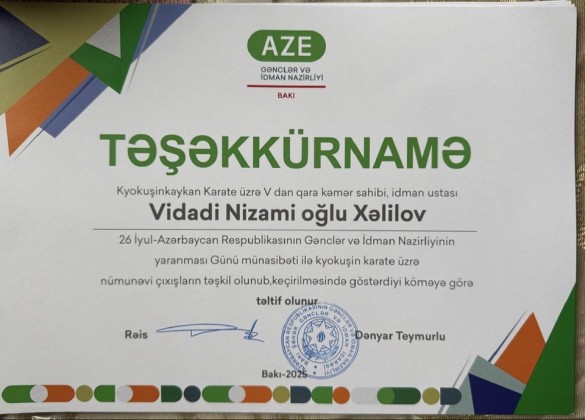 AZE
GƏNCLƏR VƏ
İDMAN NAZİRLİYİ
BAKI
TƏŞƏKKÜRNAMƏ
Kyokuşinkaykan Karate üzrə V dan qara kəmər sahibi, idman ustası
Vidadi Nizami oğlu Xəlilov
26 İyul-Azərbaycan Respublikasının Gənclər və İdman Nazirliyinin
yaranması Günü münasibəti ilə kyokuşin karate üzrə
nümunəvi çıxışların təşkil olunub,keçirilməsində göstərdiyi köməyə görə
təltif olunur
Rəis
Dənyar Teymurlu
Bakı-2025